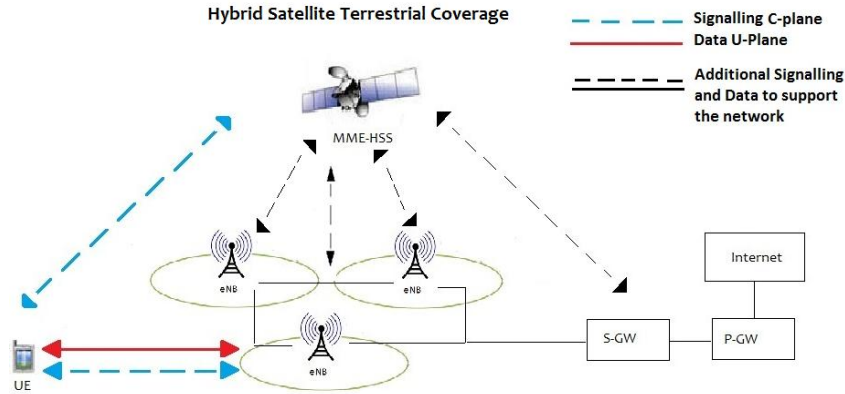 Hybrid Satellite Terrestrial Coverage
Signalling C-plane
Data U-Plane
Additional Signalling
and Data to support
the network
MME-HSS
eNB
eNB
Internet
S-GW
P-GW
eNB
UE